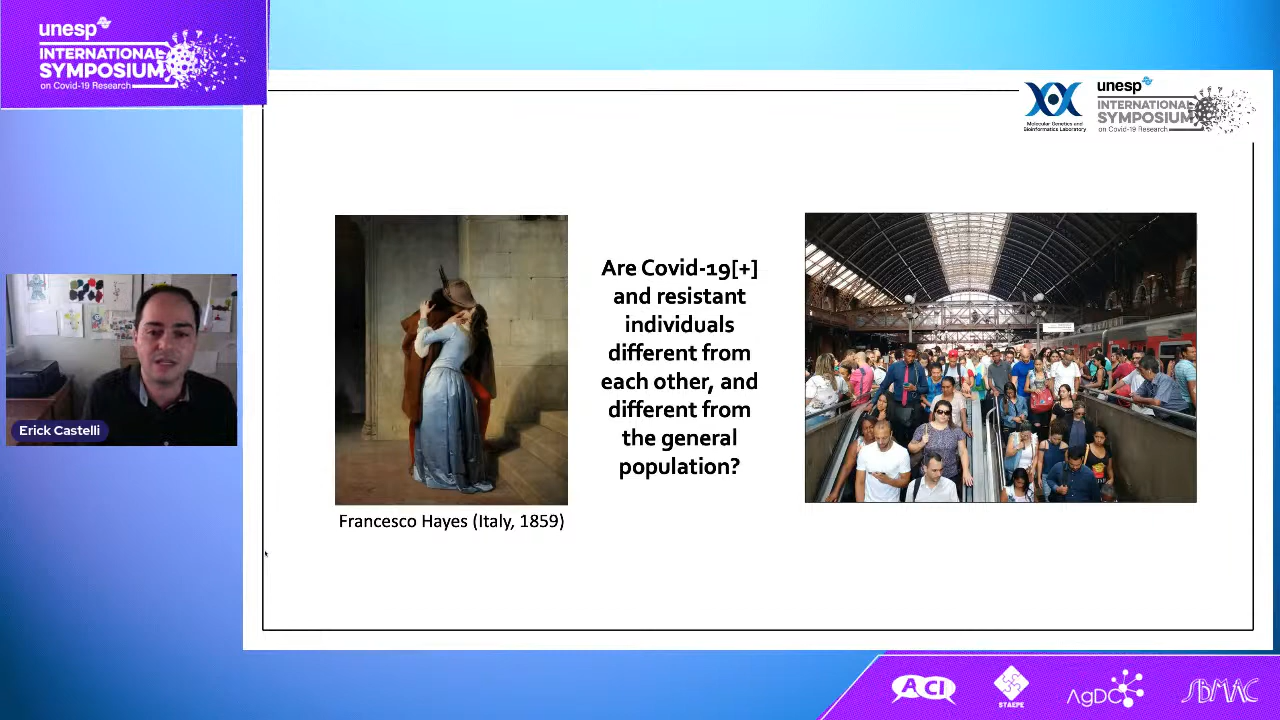 unesp
INTERNATIONAL
SYMPOSIUM
on Covid-19 Research
Molecular Genetics and
Bioinformatics Laboratory
unesp
INTERNATIONAL
SYMPOSIUM
on Covid-19 Research
Are Covid-19[+]
and resistant
individuals
different from
each other, and
different from
the general
population?
Francesco Hayes (Italy, 1859)
Erick Castelli
ACI
STAEPE
AgDC
SBMAC